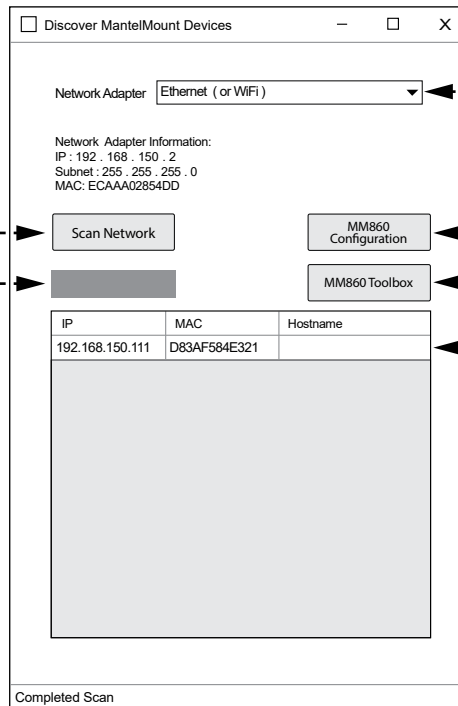 Discover MantelMount Devices
X
Network Adapter Ethernet ( or WiFi )
Network Adapter Information:
IP : 192 . 168 . 150 . 2
Subnet : 255 . 255 . 255 . 0
MAC: ECAAA02854DD
Scan Network
MM860
Configuration
MM860 Toolbox
IP MAC Hostname
192.168.150.111 D83AF584E321
Completed Scan